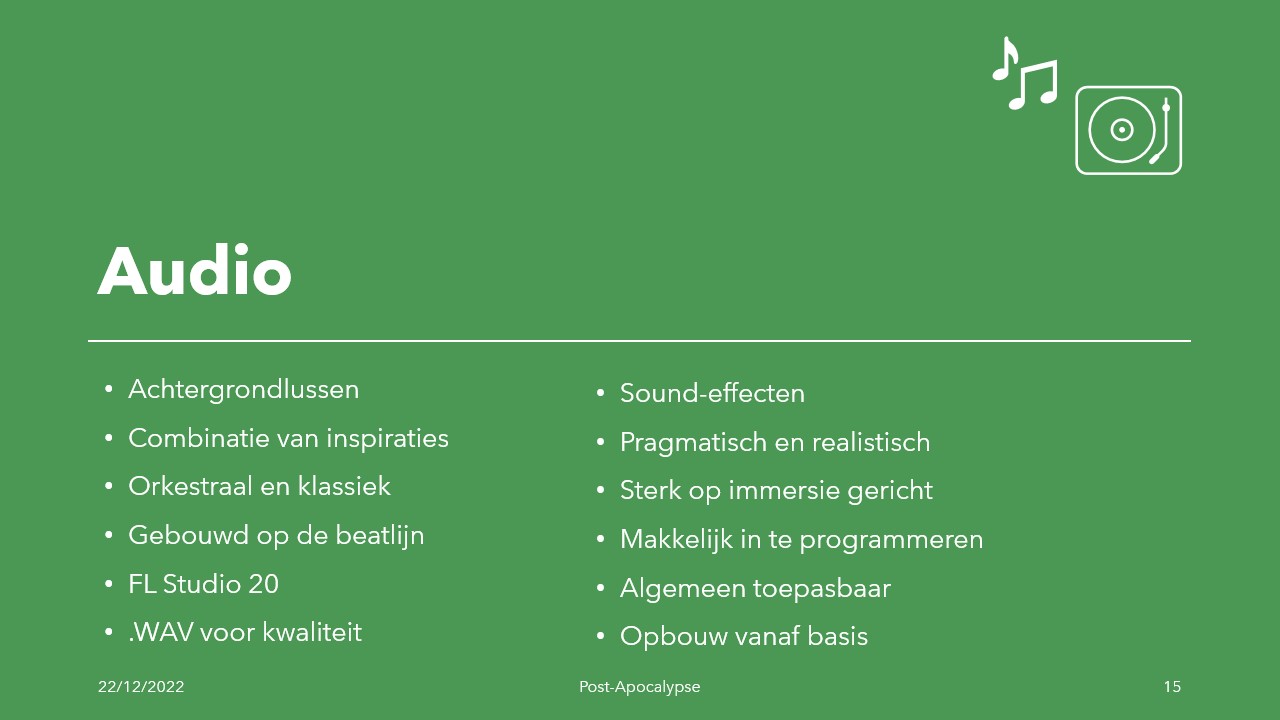 Audio
• Achtergrondlussen
• Combinatie van inspiraties
• Orkestraal en klassiek
• Gebouwd op de beatlijn
• FL Studio 20
• .WAV voor kwaliteit
• Sound-effecten
• Pragmatisch en realistisch
• Sterk op immersie gericht
• Makkelijk in te programmeren
• Algemeen toepasbaar
• Opbouw vanaf basis
22/12/2022
Post-Apocalypse
15